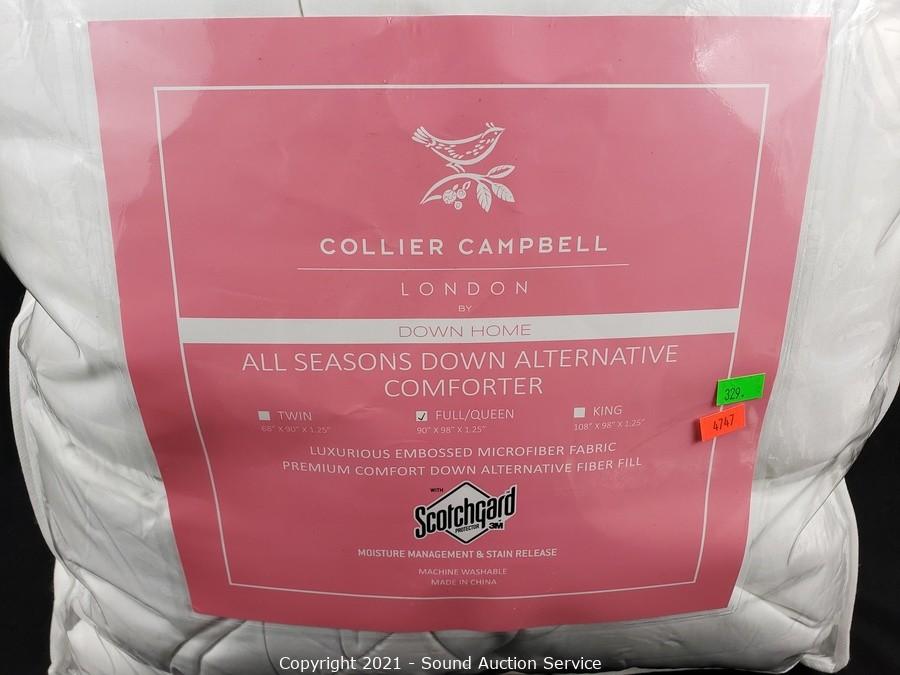 COLLIER CAMPBELL
LONDON
BY
DOWN HOME
ALL SEASONS DOWN ALTERNATIVE
COMFORTER
TWIN
68" X 90" X 1.25"
FULL/QUEEN
90" X 98" X 1.25"
KING
108" X 98" X 1.25"
329.
4747
LUXURIOUS EMBOSSED MICROFIBER FABRIC
PREMIUM COMFORT DOWN ALTERNATIVE FIBER FILL
WITH
Scotchgard
PROTECTOR 3M
MOISTURE MANAGEMENT & STAIN RELEASE
MACHINE WASHABLE
MADE IN CHINA
Copyright 2021 - Sound Auction Service